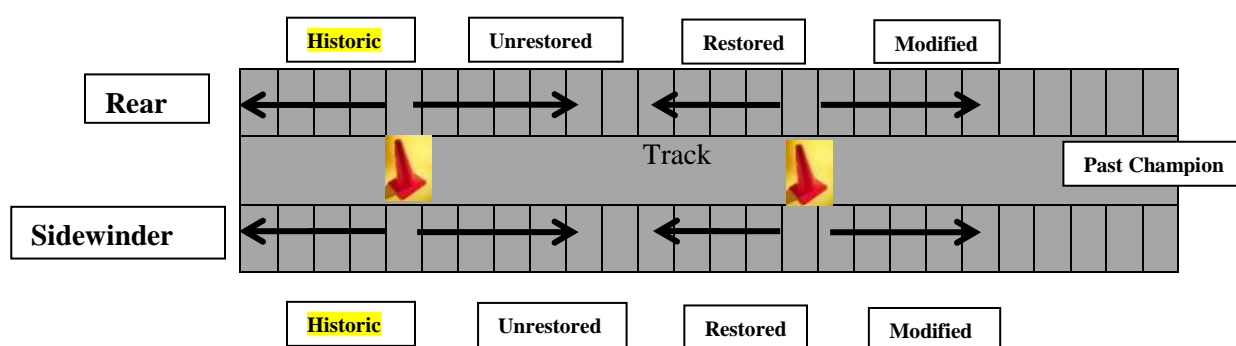 Historic
Unrestored
Restored
Modified
Rear
Track
Past Champion
Sidewinder
Historic
Unrestored
Restored
Modified